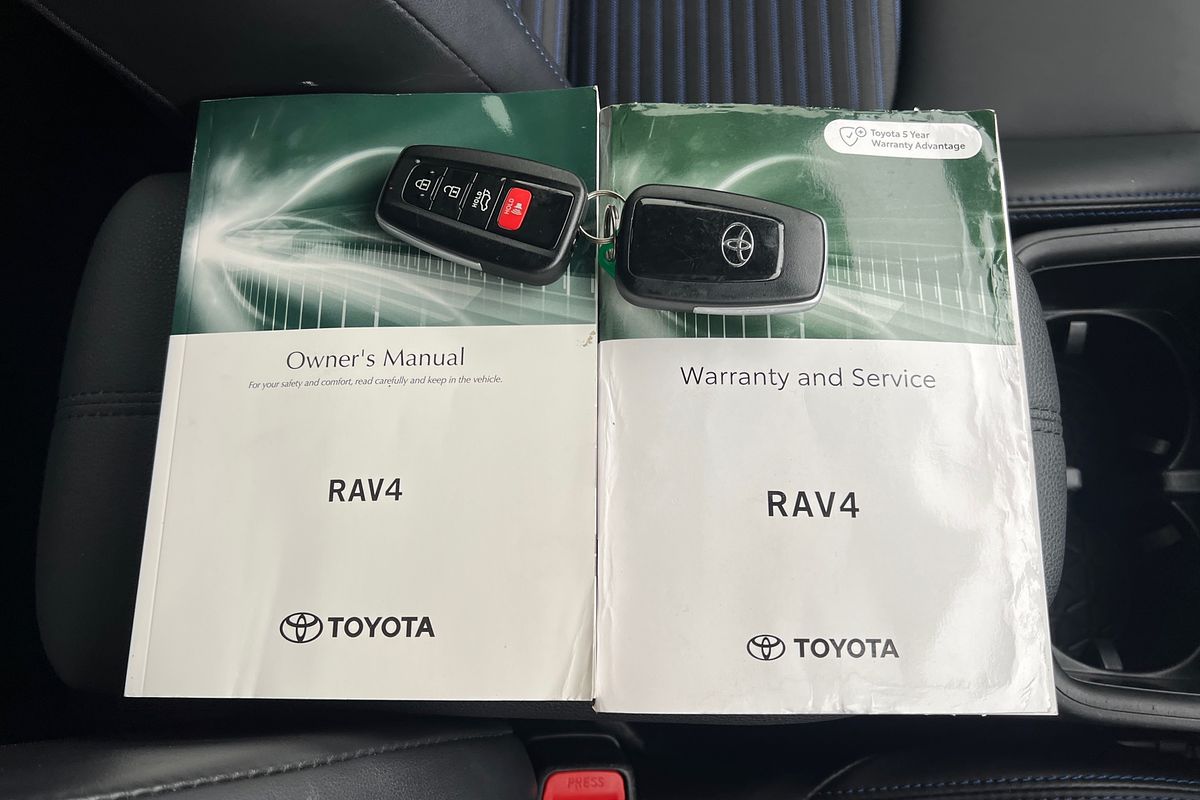 Toyota 5 Year
Warranty Advantage
HOLD
HOLD
Owner's Manual
For your safety and comfort, read carefully and keep in the vehicle.
RAV4
TOYOTA
Warranty and Service
RAV4
TOYOTA
PRESS